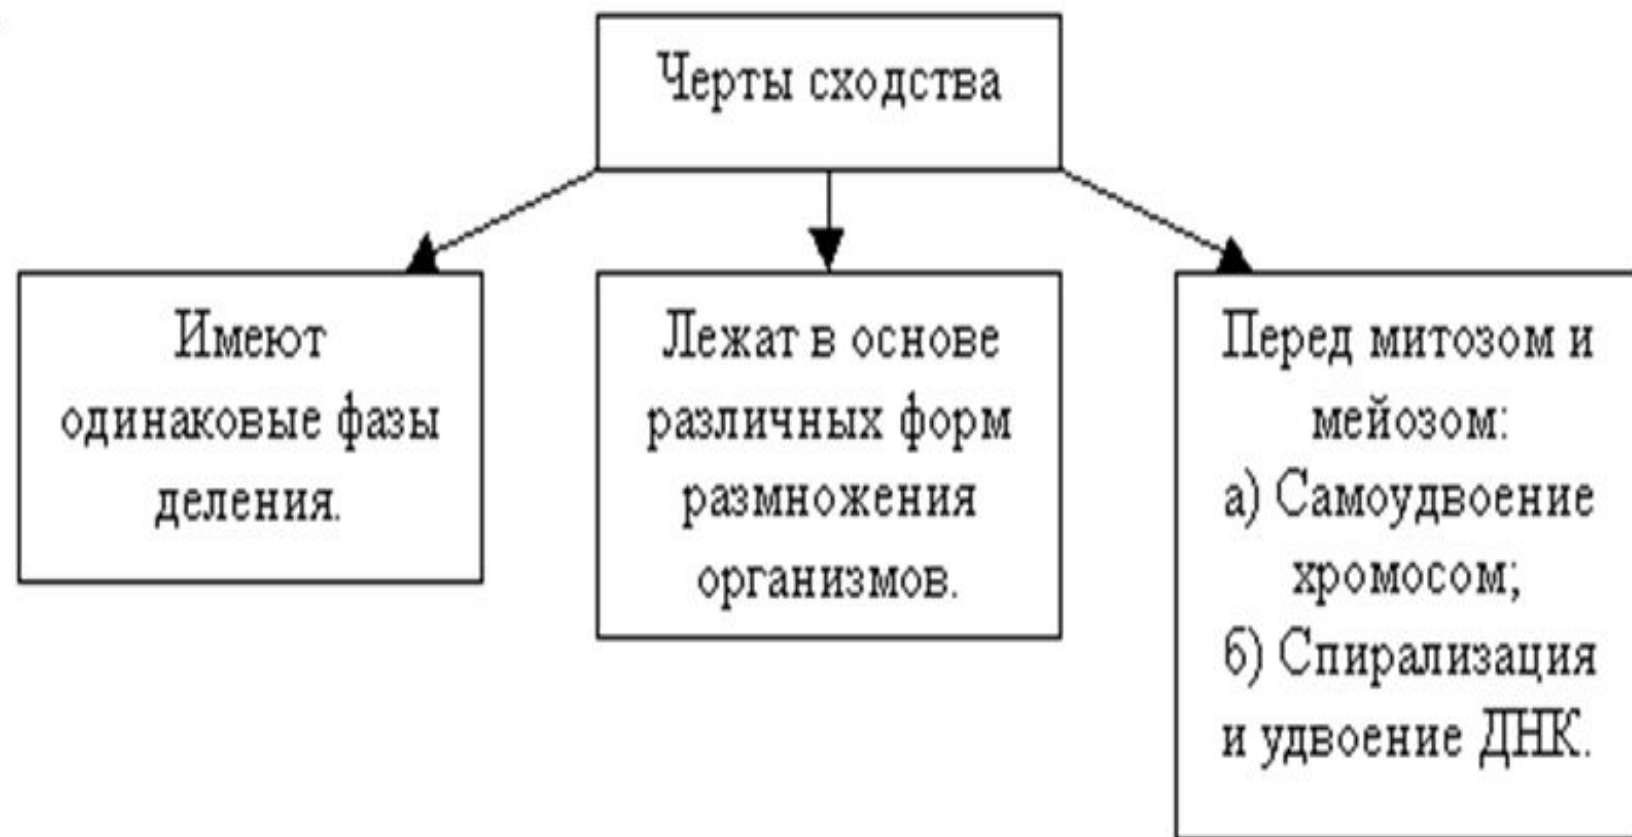 Черты сходства
Имеют
одинаковые фазы
деления.
Лежат в основе
различных форм
размножения
организмов.
Перед митозом и
мейозом:
а) Самоудвоение
хромосом;
б) Спирализация
и удвоение ДНК.